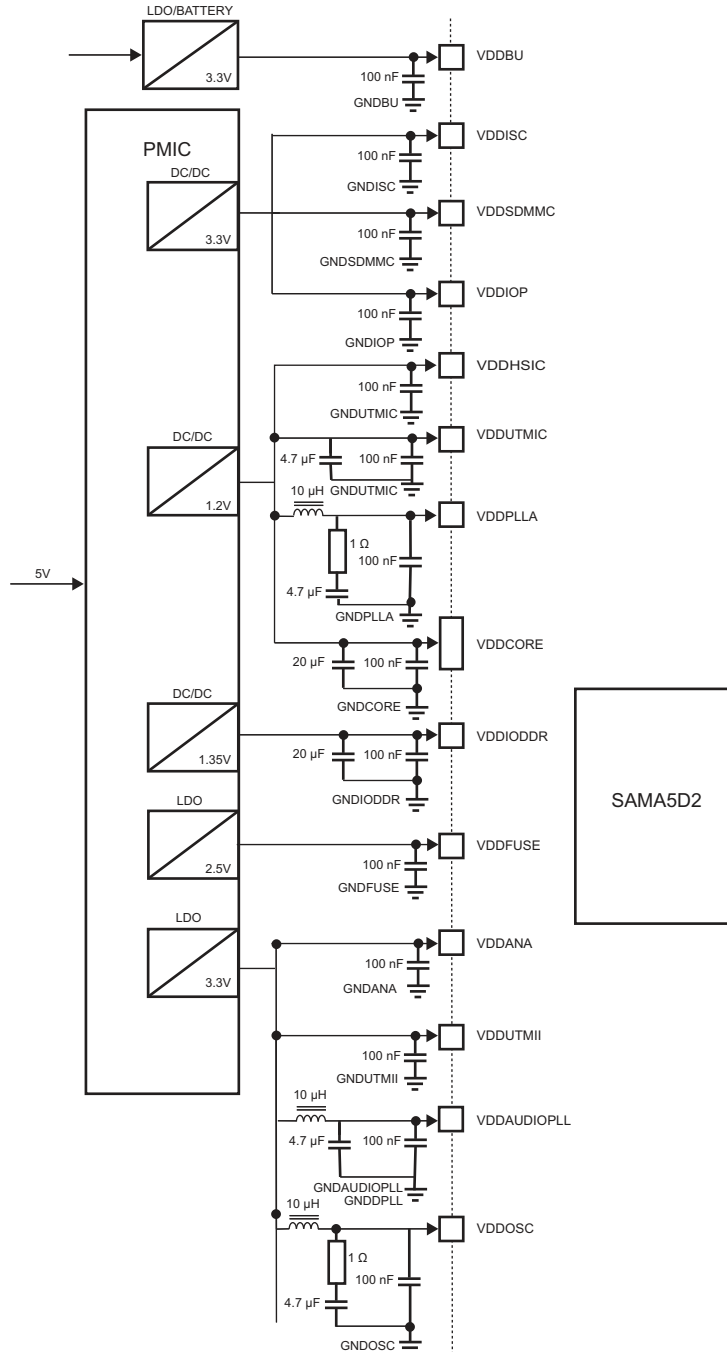 LDO/BATTERY
3.3V
VDDBU
100 nF
GNDBU
PMIC
VDDISC
100 nF
GNDISC
DC/DC
3.3V
VDDSDMMC
100 nF
GNDSDMMC
VDDIOP
100 nF
GNDIOP
VDDHSIC
100 nF
GNDUTMIC
DC/DC
1.2V
VDDUTMIC
4.7 µF
100 nF
GNDUTMIC
10 µH
VDDPLLA
1 Ω
100 nF
4.7 µF
GNDPLLA
5V
VDDCORE
20 µF
100 nF
GNDCORE
DC/DC
1.35V
VDDIODDR
20 µF
100 nF
GNDIODDR
SAMA5D2
LDO
2.5V
VDDFUSE
100 nF
GNDFUSE
LDO
3.3V
VDDANA
100 nF
GNDANA
VDDUTMII
100 nF
GNDUTMII
10 µH
VDDAUDIOPLL
4.7 µF
100 nF
GNDAUDIOPLL
GNDDPLL
10 µH
VDDOSC
1 Ω
100 nF
4.7 µF
GNDOSC